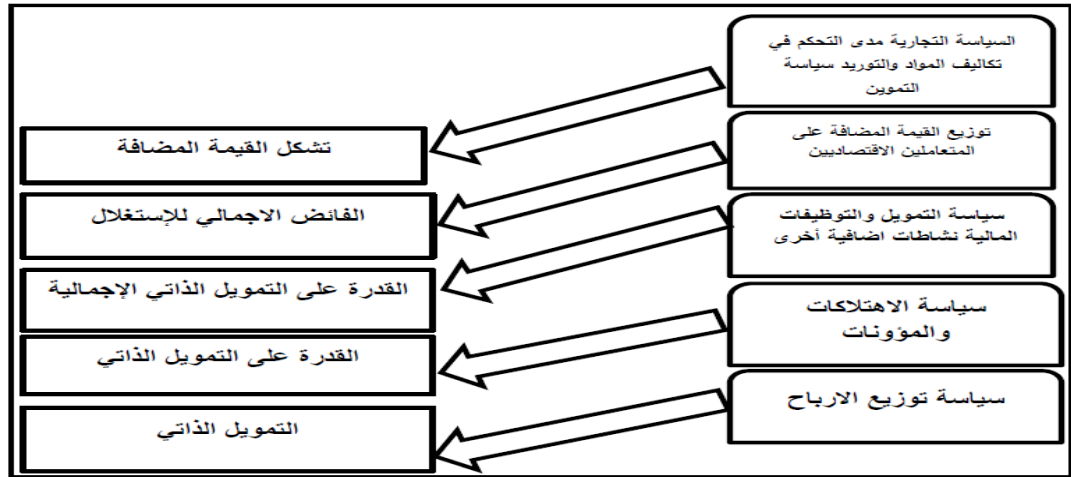 السياسة التجارية مدى التحكم في
تكاليف المواد والتوريد سياسة
التموين
تشكل القيمة المضافة
توزيع القيمة المضافة على
المتعاملين الاقتصاديين
الفائض الاجمالي للإستغلال
سياسة التمويل والتوظيفات
المالية نشاطات اضافية أخرى
القدرة على التمويل الذاتي الإجمالية
سياسة الاهتلاكات
والمؤونات
القدرة على التمويل الذاتي
سياسة توزيع الارباح
التمويل الذاتي